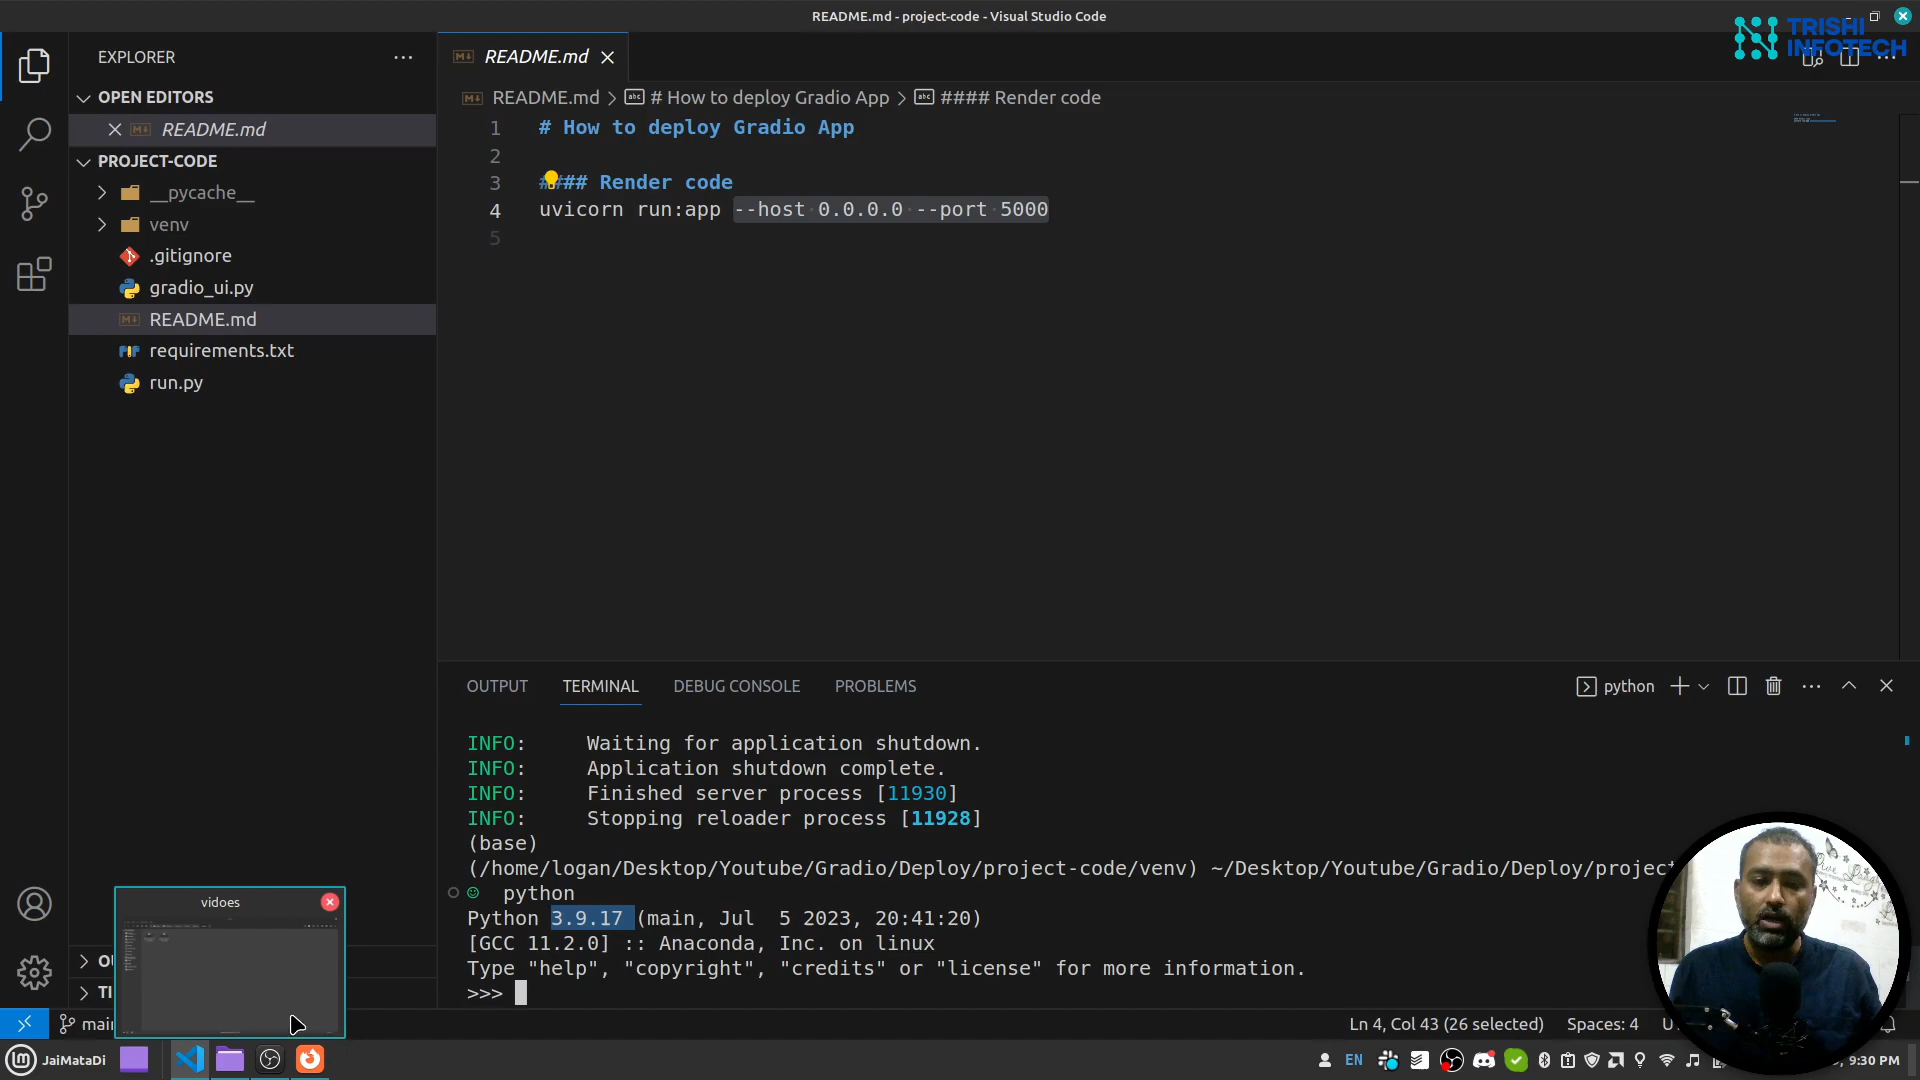 README.md - project-code - Visual Studio Code
TRISHI
INFOTECH
EXPLORER
README.md
OPEN EDITORS
README.md
PROJECT-CODE
__pycache__
venv
.gitignore
gradio_ui.py
README.md
requirements.txt
run.py
README.md > # How to deploy Gradio App > #### Render code
1 # How to deploy Gradio App
2
3 #### Render code
4 uvicorn run:app --host 0.0.0.0 --port 5000
5
OUTPUT TERMINAL DEBUG CONSOLE PROBLEMS
python
INFO: Waiting for application shutdown.
INFO: Application shutdown complete.
INFO: Finished server process [11930]
INFO: Stopping reloader process [11928]
(base)
(/home/logan/Desktop/Youtube/Gradio/Deploy/project-code/venv) ~/Desktop/Youtube/Gradio/Deploy/project
python
Python 3.9.17 (main, Jul 5 2023, 20:41:20)
[GCC 11.2.0] :: Anaconda, Inc. on linux
Type "help", "copyright", "credits" or "license" for more information.
>>>
vidoes
Ln 4, Col 43 (26 selected) Spaces: 4
JaiMataDi
EN
9:30 PM